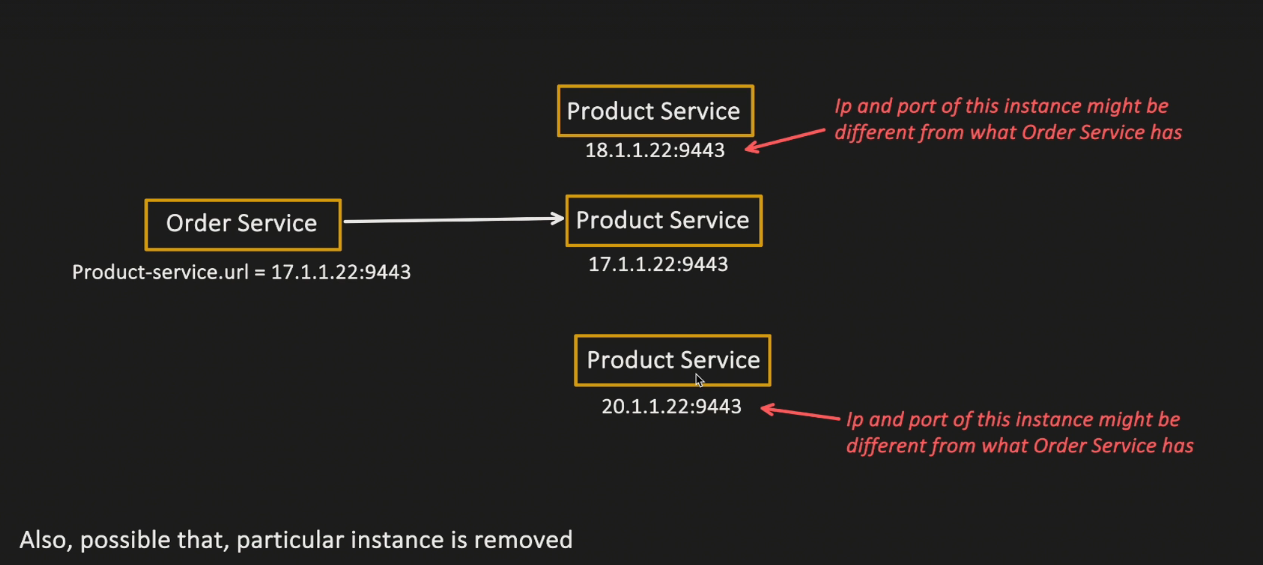 Product Service
18.1.1.22:9443
Ip and port of this instance might be
different from what Order Service has
Order Service
Product-service.url = 17.1.1.22:9443
Product Service
17.1.1.22:9443
Product Service
20.1.1.22:9443
Ip and port of this instance might be
different from what Order Service has
Also, possible that, particular instance is removed